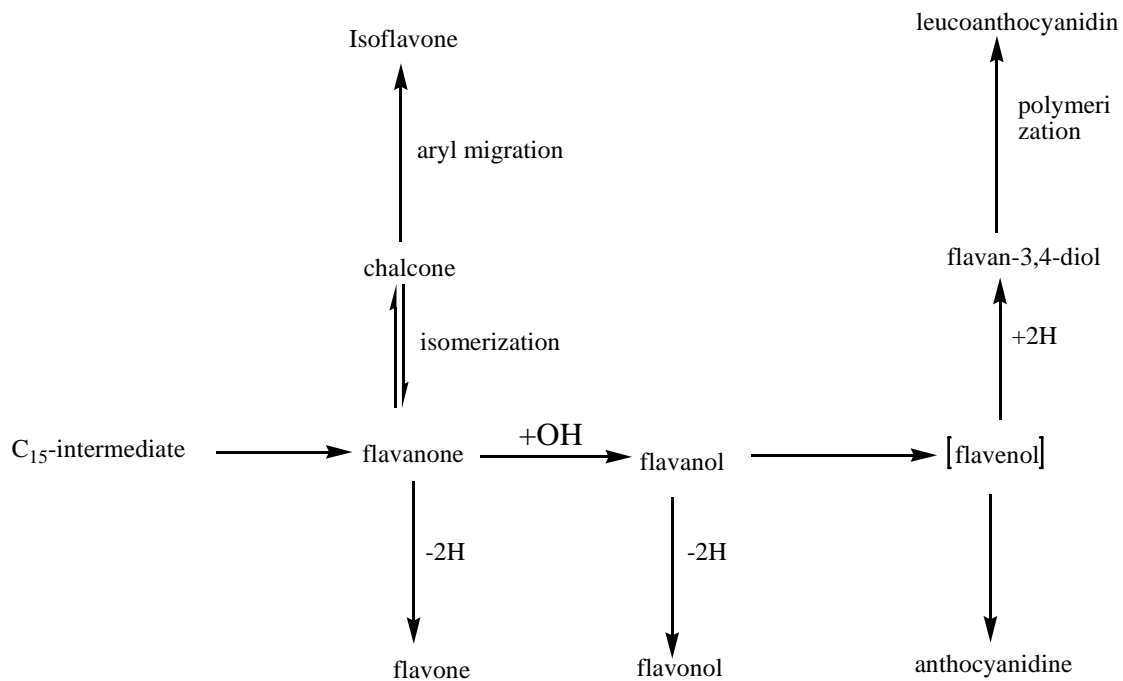 leucoanthocyanidin
Isoflavone
polymeri
zation
aryl migration
chalcone
flavan-3,4-diol
isomerization
+2H
C₁₅-intermediate
flavanone
+OH
flavanol
[flavenol]
-2H
-2H
flavone
flavonol
anthocyanidine